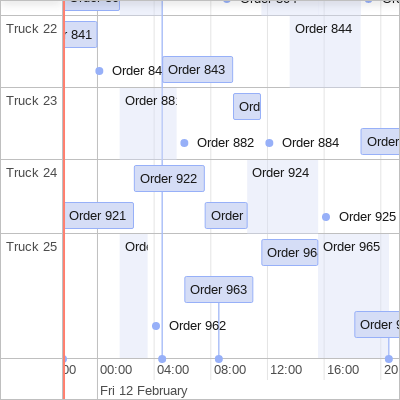 Truck 22
841
Order 844
Order 84
Order 843
Truck 23
Order 88
Ord
Order 882
Order 884
Order
Truck 24
Order 922
Order 924
Order 921
Order
Order 925
Truck 25
Ord
Order 96
Order 965
Order 963
Order 962
Order
00:00
04:00
08:00
12:00
16:00
20
Fri 12 February